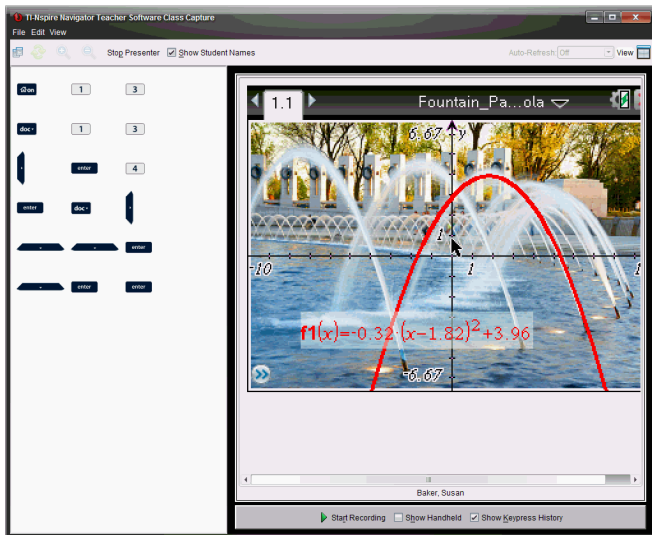 TI-Nspire Navigator Teacher Software Class Capture
File Edit View
Stop Presenter Show Student Names Auto-Refresh: Off View
on 1 3
doc 1 3
enter 4
enter doc
enter
enter enter
1.1 Fountain_Pa...ola
6.67 y
1
-10 1 1
f1(x)=-0.32·(x-1.82)²+3.96
-6.67
Baker, Susan
Start Recording Show Handheld Show Keypress History